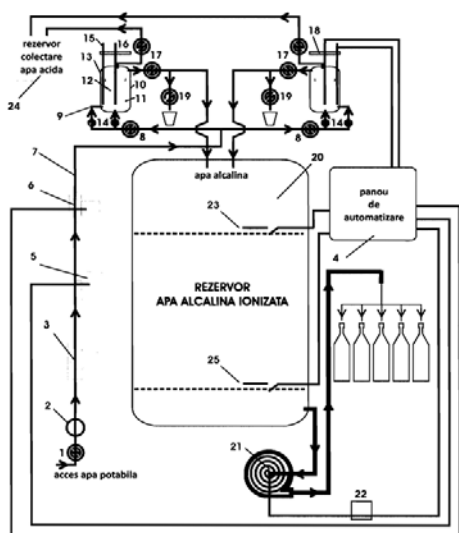 15
16
18
rezervor
colectare
apa acida
24
13
17
17
12
10
11
19
19
9
14
14
8
8
7
apa alcalina
20
6
23
panou
de
automatizare
4
5
REZERVOR
APA ALCALINA IONIZATA
3
25
2
1
21
22
acces apa potabila